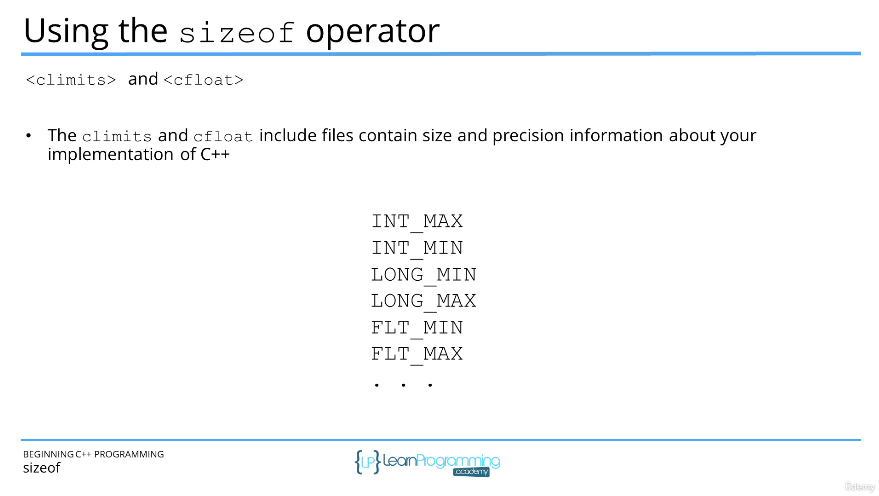 Using the sizeof operator
<climits> and <cfloat>
• The climits and cfloat include files contain size and precision information about your
implementation of C++
INT_MAX
INT_MIN
LONG_MIN
LONG_MAX
FLT_MIN
FLT_MAX
. . .
BEGINNING C++ PROGRAMMING
sizeof
{LP} LearnProgramming
academy
Udemy